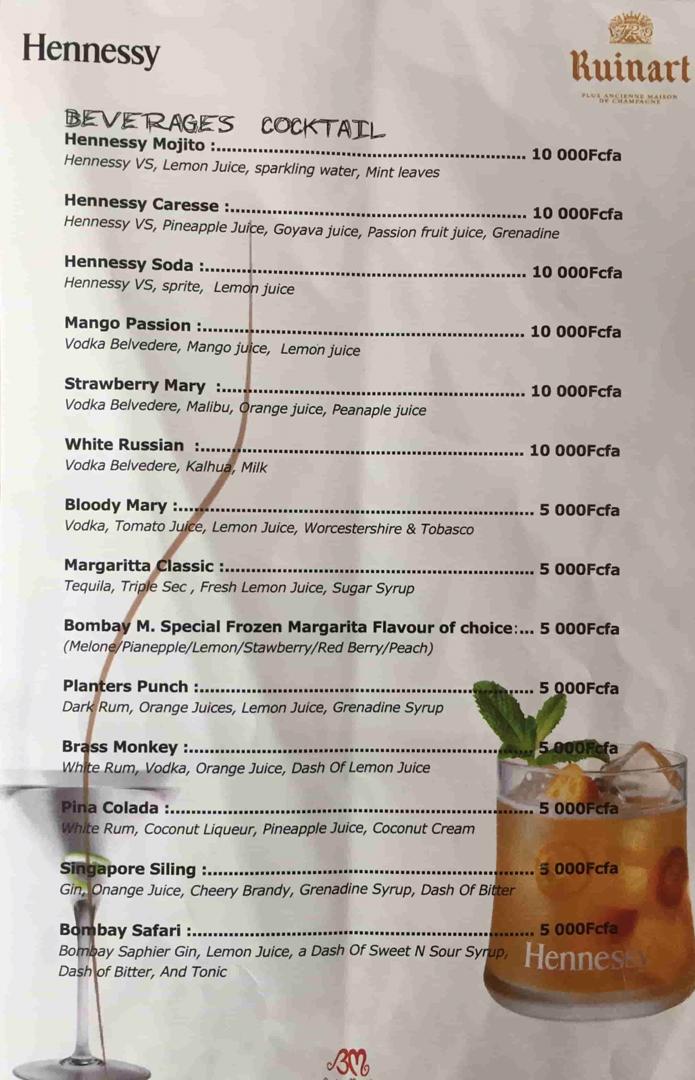 Hennessy
Ruinart
PLUS ANCIENNE MAISON
DE CHAMPAGNE
BEVERAGES COCKTAIL
Hennessy Mojito :.......... 10 000Fcfa
Hennessy VS, Lemon Juice, sparkling water, Mint leaves
Hennessy Caresse :.......... 10 000Fcfa
Hennessy VS, Pineapple Juice, Goyava juice, Passion fruit juice, Grenadine
Hennessy Soda :.......... 10 000Fcfa
Hennessy VS, sprite, Lemon juice
Mango Passion :.......... 10 000Fcfa
Vodka Belvedere, Mango juice, Lemon juice
Strawberry Mary :.......... 10 000Fcfa
Vodka Belvedere, Malibu, Orange juice, Peanaple juice
White Russian :.......... 10 000Fcfa
Vodka Belvedere, Kalhua, Milk
Bloody Mary :.......... 5 000Fcfa
Vodka, Tomato Juice, Lemon Juice, Worcestershire & Tobasco
Margaritta Classic :.......... 5 000Fcfa
Tequila, Triple Sec , Fresh Lemon Juice, Sugar Syrup
Bombay M. Special Frozen Margarita Flavour of choice:... 5 000Fcfa
(Melone/Pianepple/Lemon/Stawberry/Red Berry/Peach)
Planters Punch :.......... 5 000Fcfa
Dark Rum, Orange Juices, Lemon Juice, Grenadine Syrup
Brass Monkey :.......... 5 000Fcfa
White Rum, Vodka, Orange Juice, Dash Of Lemon Juice
Pina Colada :.......... 5 000Fcfa
White Rum, Coconut Liqueur, Pineapple Juice, Coconut Cream
Singapore Siling :.......... 5 000Fcfa
Gin, Onange Juice, Cheery Brandy, Grenadine Syrup, Dash Of Bitter
Bombay Safari :.......... 5 000Fcfa
Bombay Saphier Gin, Lemon Juice, a Dash Of Sweet N Sour Syrup,
Dash of Bitter, And Tonic
Hennessy
BM